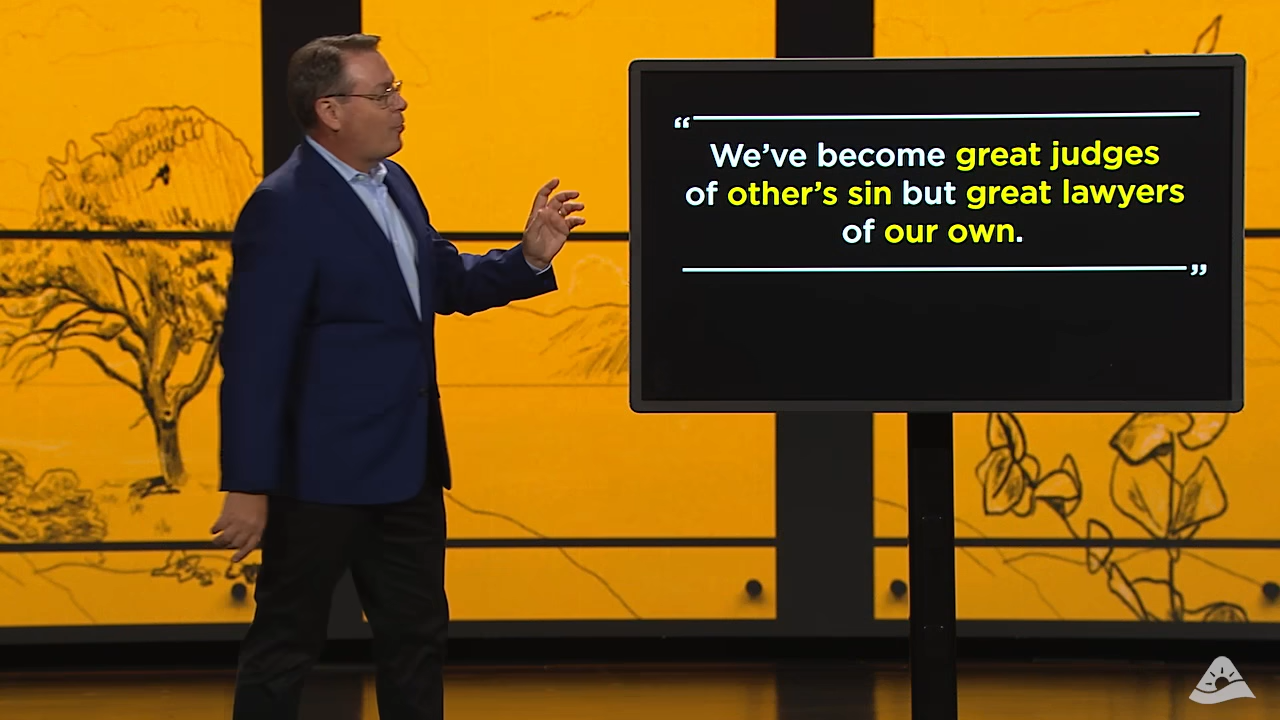 “
We’ve become great judges
of other’s sin but great lawyers
of our own.
”